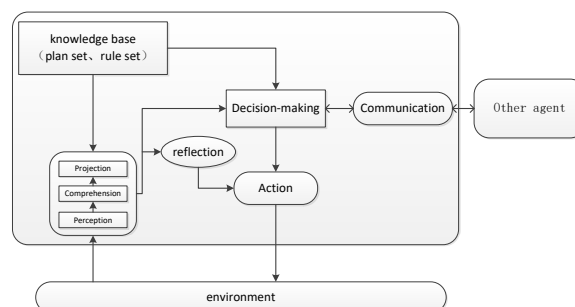 knowledge base
（plan set、rule set）
Decision-making
Communication
Other agent
reflection
Projection
Comprehension
Perception
Action
environment